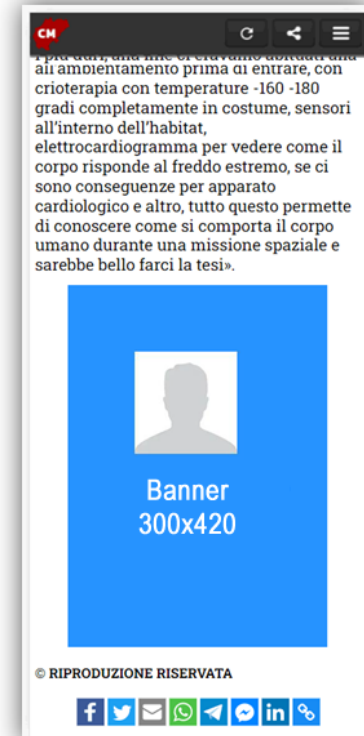 CM
ali ambientamento prima di entrare, con
crioterapia con temperature -160 -180
gradi completamente in costume, sensori
all'interno dell'habitat,
elettrocardiogramma per vedere come il
corpo risponde al freddo estremo, se ci
sono conseguenze per apparato
cardiologico e altro, tutto questo permette
di conoscere come si comporta il corpo
umano durante una missione spaziale e
sarebbe bello farci la tesi».
Banner
300x420
© RIPRODUZIONE RISERVATA